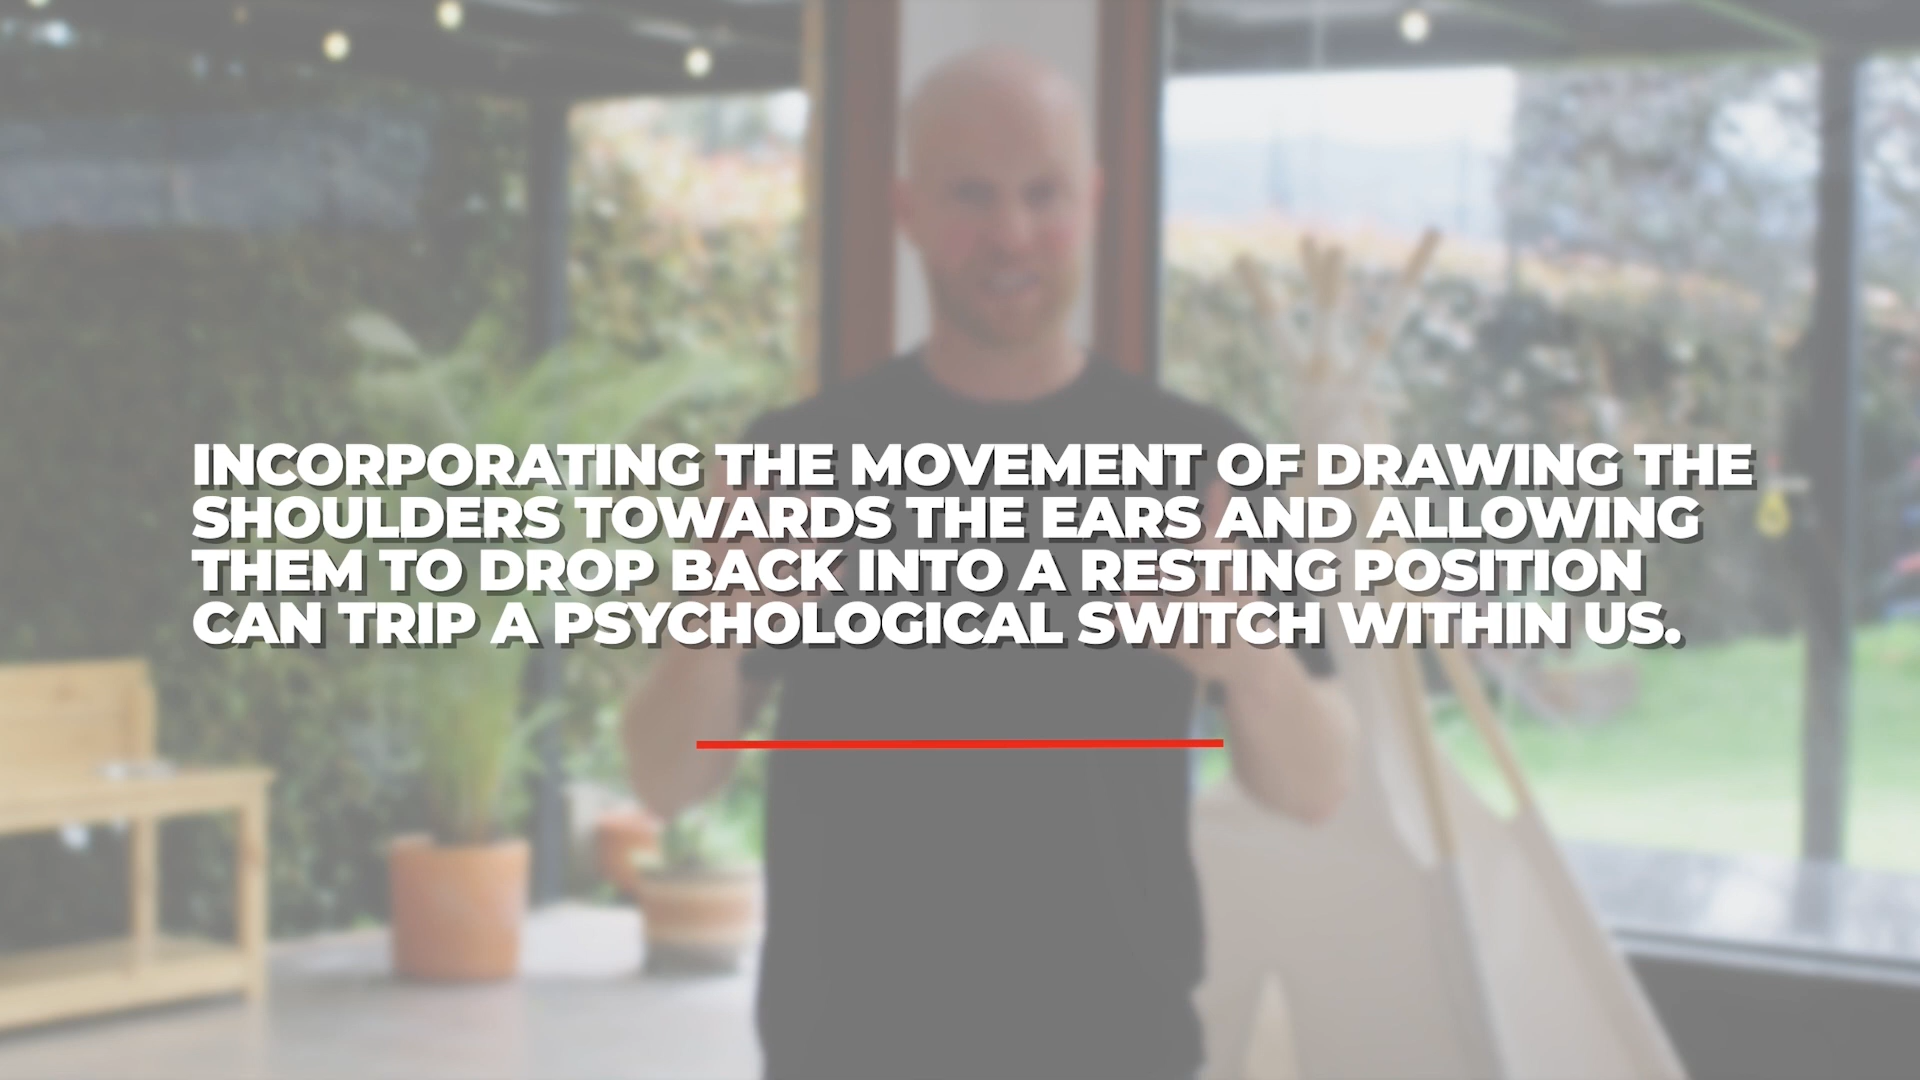 INCORPORATING THE MOVEMENT OF DRAWING THE
SHOULDERS TOWARDS THE EARS AND ALLOWING
THEM TO DROP BACK INTO A RESTING POSITION
CAN TRIP A PSYCHOLOGICAL SWITCH WITHIN US.